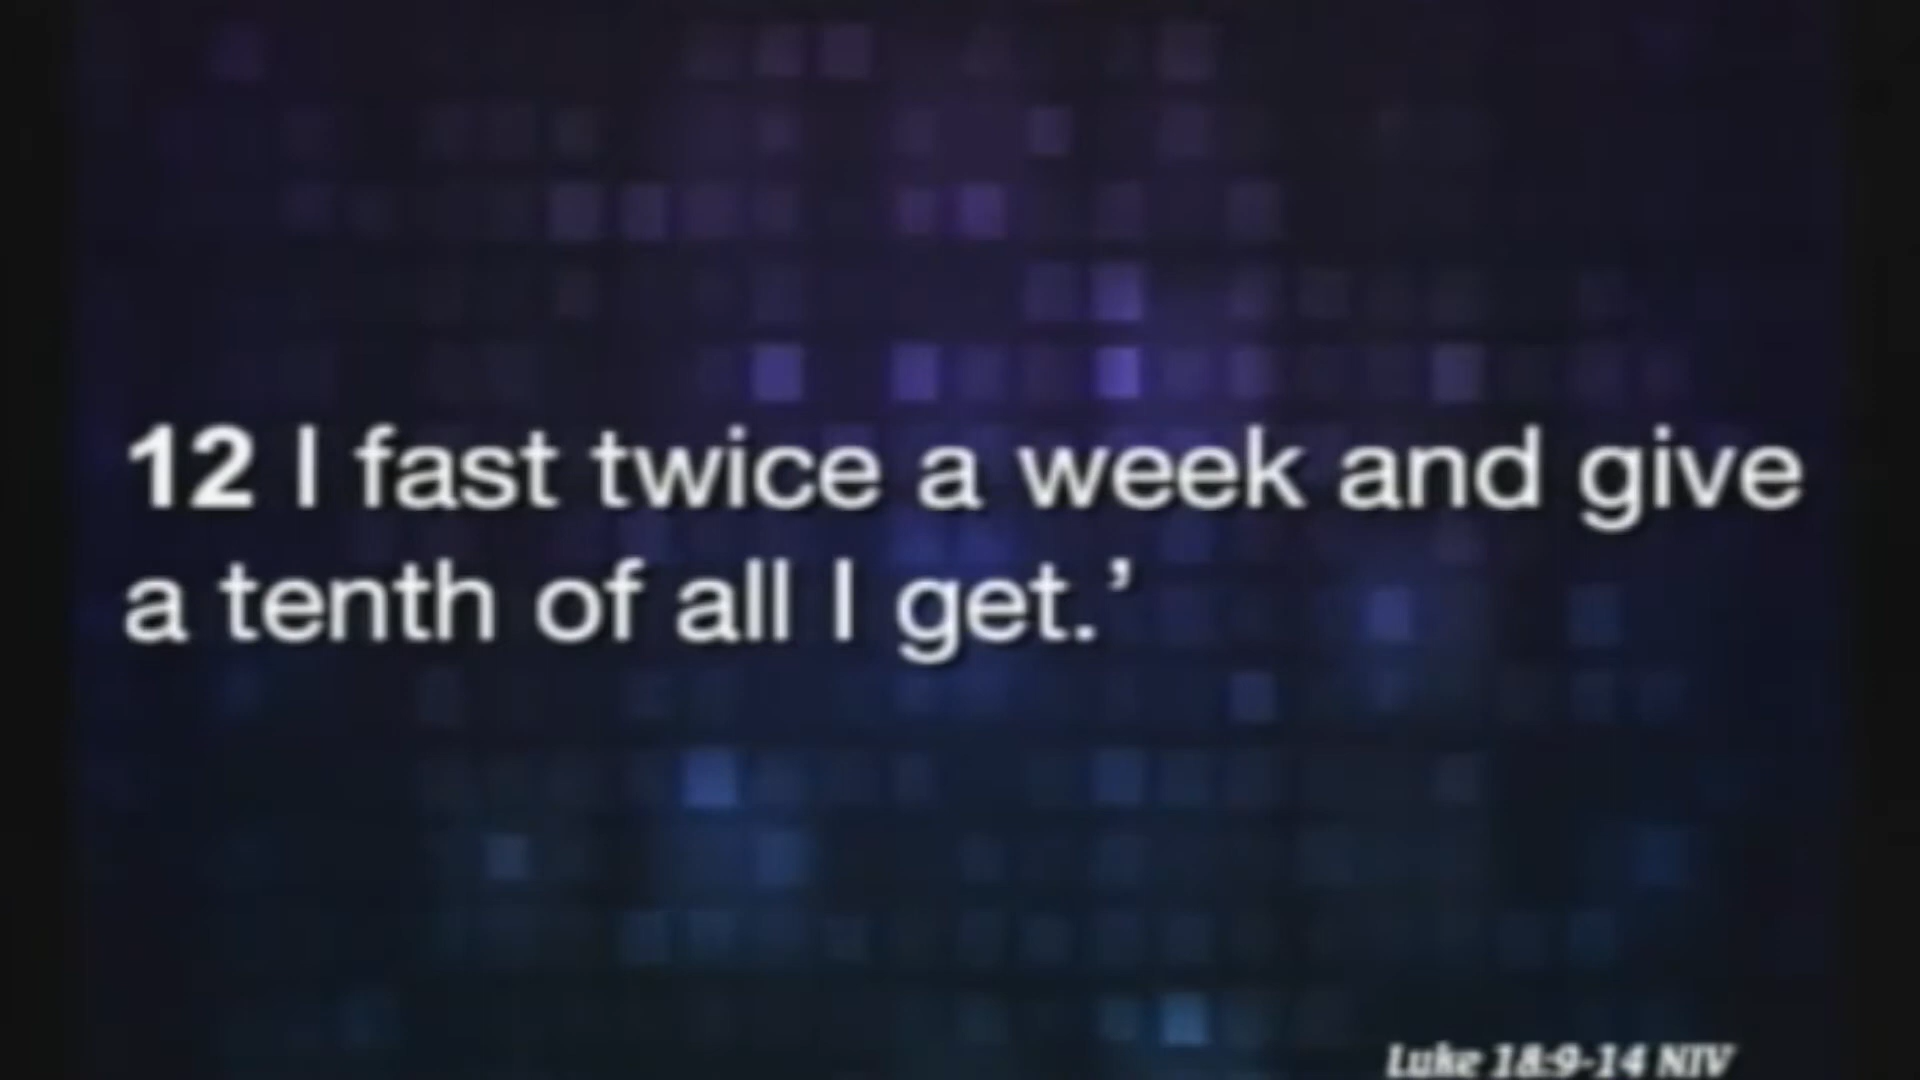 12 I fast twice a week and give
a tenth of all I get.’
Luke 18:9-14 NIV